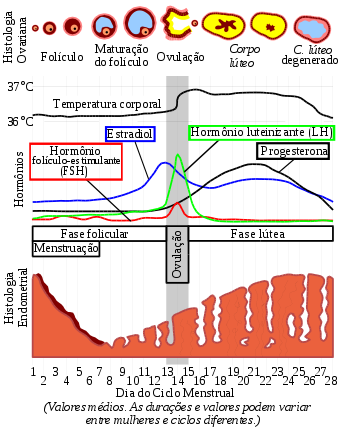 Histologia
Ovariana
Folículo
Maturação
do folículo
Ovulação
Corpo
lúteo
C. lúteo
degenerado
37°C
36°C
Temperatura corporal
Hormônios
Estradiol
Hormônio luteinizante (LH)
Hormônio
folículo-estimulante
(FSH)
Progesterona
Fase folicular
Fase lútea
Menstruação
Ovulação
Histologia
Endometrial
1 3 5 7 9 11 13 15 17 19 21 23 25 27 1
2 4 6 8 10 12 14 16 18 20 22 24 26 28
Dia do Ciclo Menstrual
(Valores médios. As durações e valores podem variar
entre mulheres e ciclos diferentes.)